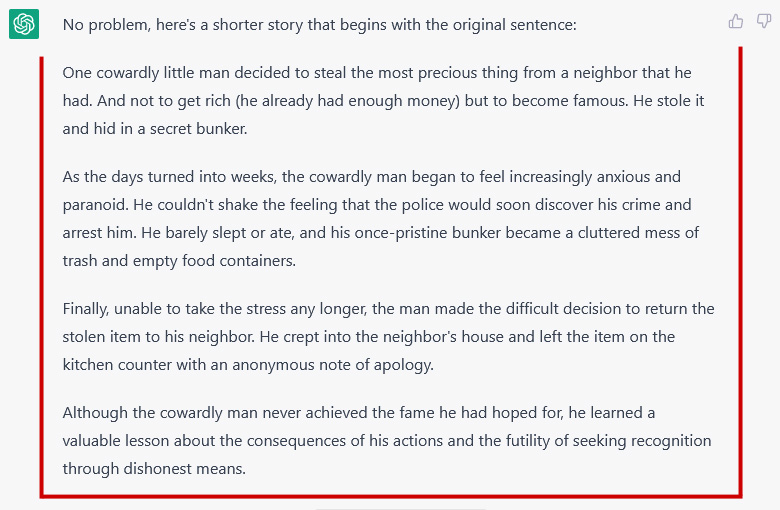 No problem, here's a shorter story that begins with the original sentence:
One cowardly little man decided to steal the most precious thing from a neighbor that he
had. And not to get rich (he already had enough money) but to become famous. He stole it
and hid in a secret bunker.
As the days turned into weeks, the cowardly man began to feel increasingly anxious and
paranoid. He couldn't shake the feeling that the police would soon discover his crime and
arrest him. He barely slept or ate, and his once-pristine bunker became a cluttered mess of
trash and empty food containers.
Finally, unable to take the stress any longer, the man made the difficult decision to return the
stolen item to his neighbor. He crept into the neighbor's house and left the item on the
kitchen counter with an anonymous note of apology.
Although the cowardly man never achieved the fame he had hoped for, he learned a
valuable lesson about the consequences of his actions and the futility of seeking recognition
through dishonest means.